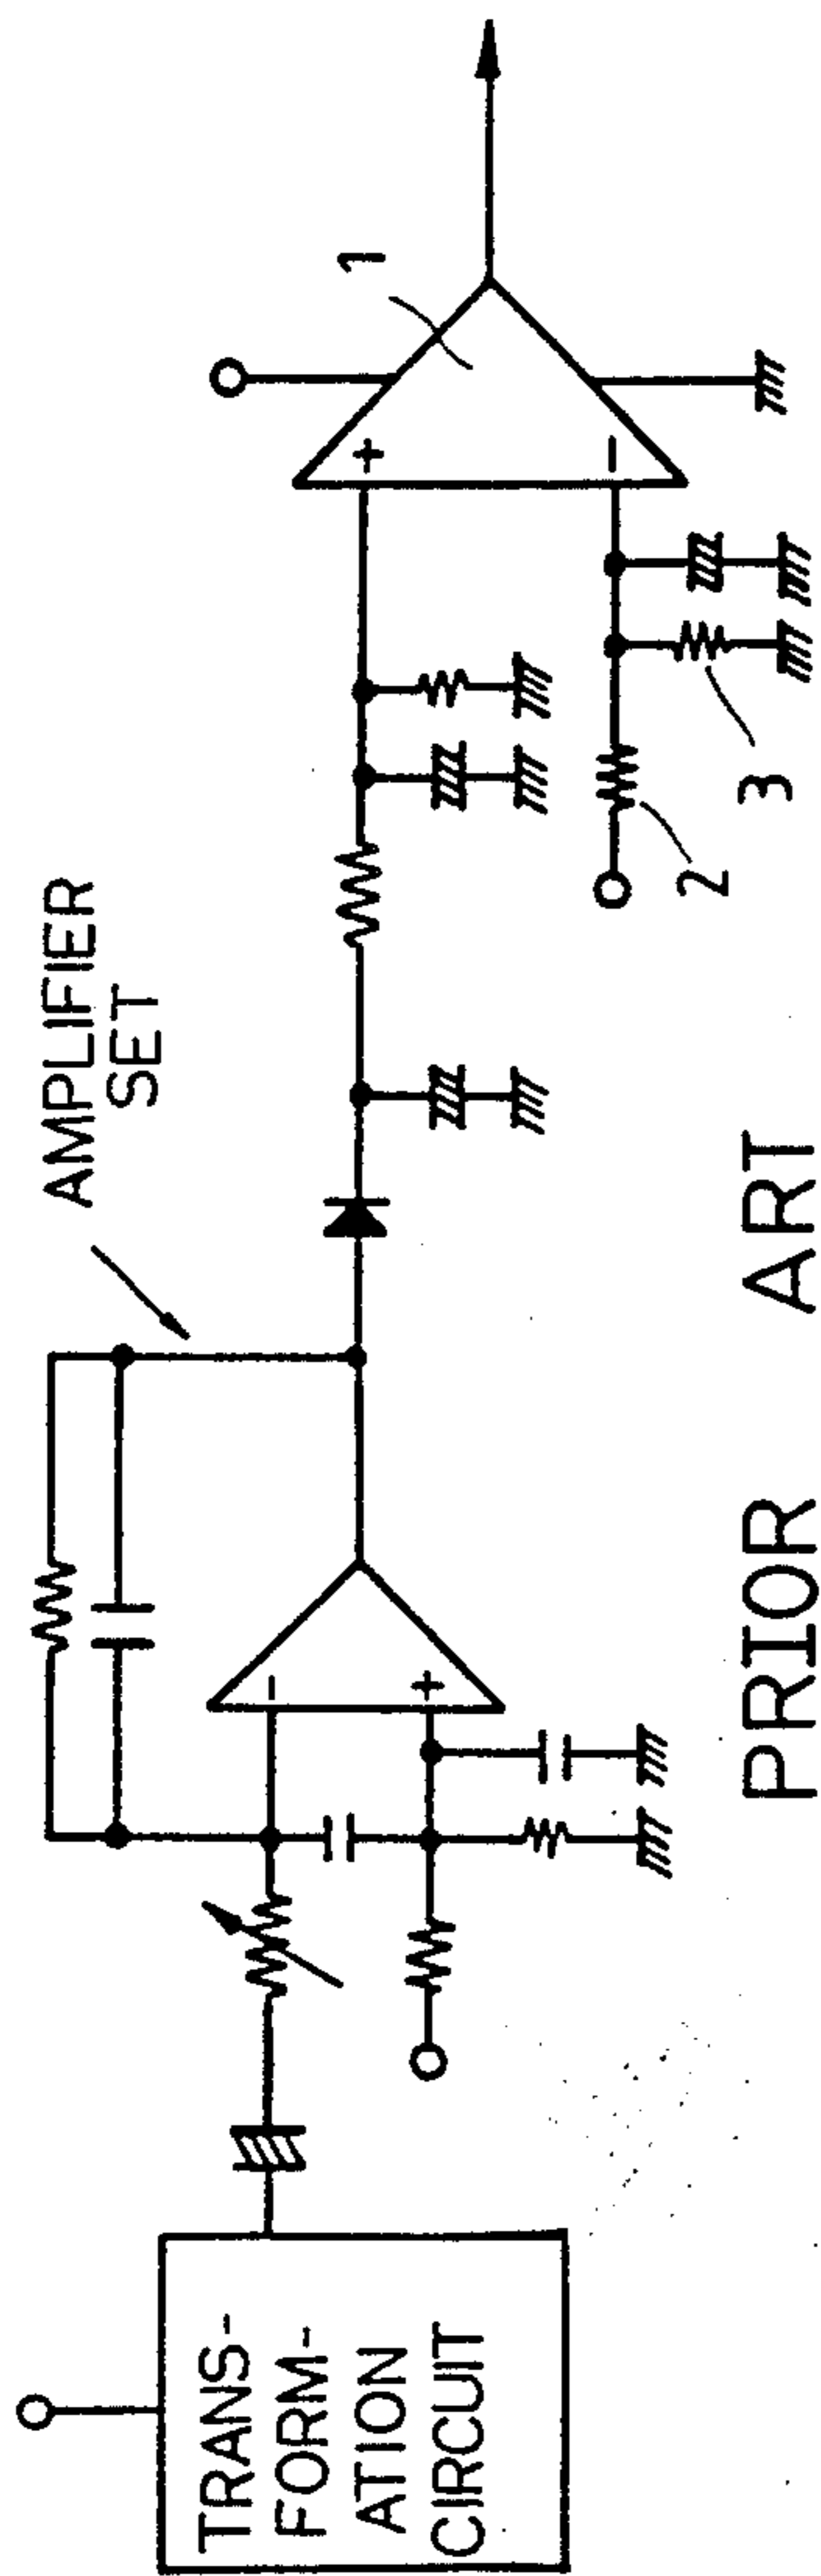 TRANS-
FORM-
ATION
CIRCUIT
AMPLIFIER
SET
-
+
+
-
1
2
3
PRIOR ART